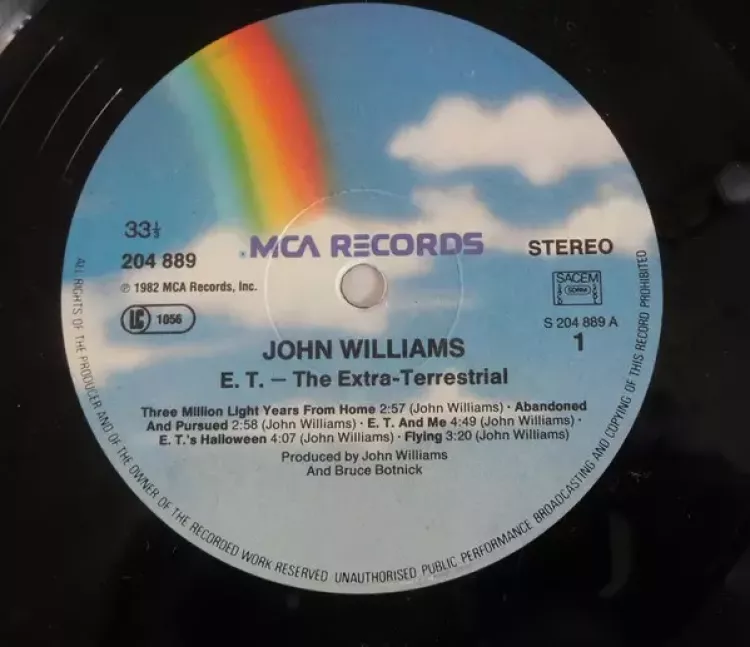 33⅓
204 889
℗ 1982 MCA Records, Inc.
LC 1056
MCA RECORDS
STEREO
SACEM
SDRM
S 204 889 A
1
JOHN WILLIAMS
E. T. – The Extra-Terrestrial
Three Million Light Years From Home 2:57 (John Williams) · Abandoned
And Pursued 2:58 (John Williams) · E. T. And Me 4:49 (John Williams) ·
E. T.'s Halloween 4:07 (John Williams) · Flying 3:20 (John Williams)
Produced by John Williams
And Bruce Botnick
ALL RIGHTS OF THE PRODUCER AND OF THE OWNER OF THE RECORDED WORK RESERVED UNAUTHORISED PUBLIC PERFORMANCE BROADCASTING AND COPYING OF THIS RECORD PROHIBITED